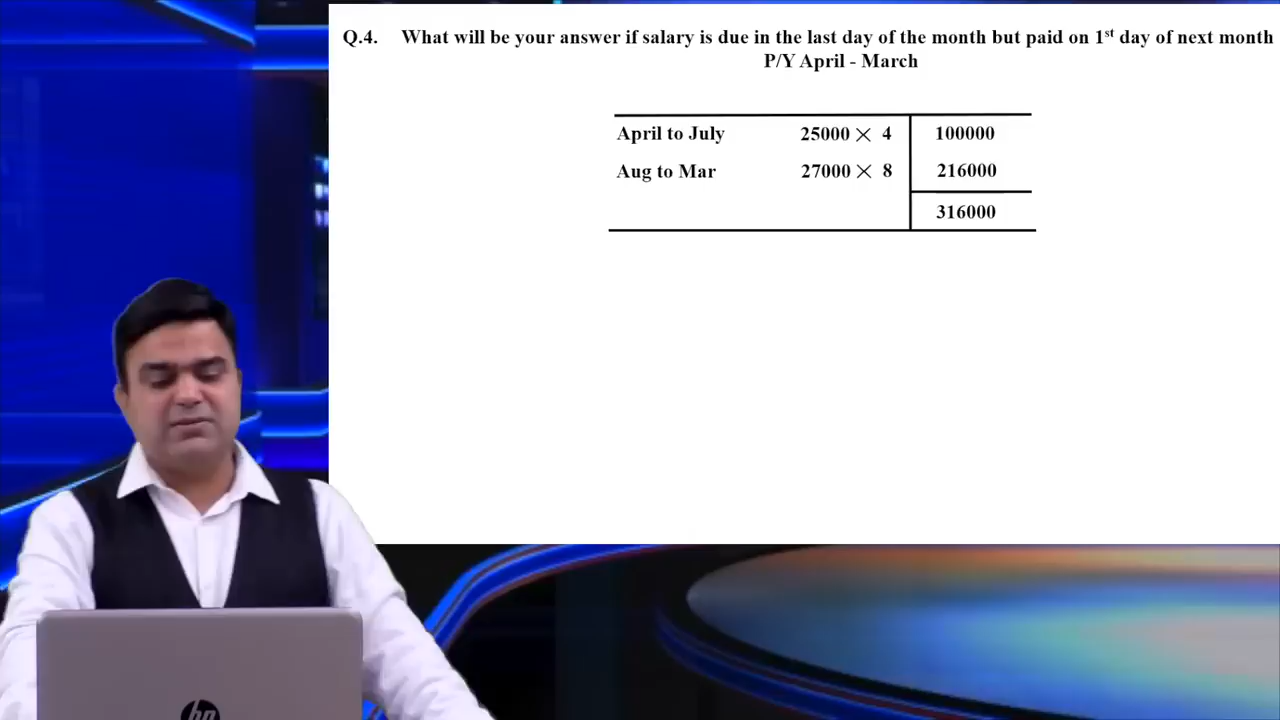 Q.4. What will be your answer if salary is due in the last day of the month but paid on 1st day of next month
P/Y April - March
April to July 25000 × 4 100000
Aug to Mar 27000 × 8 216000
316000
hp